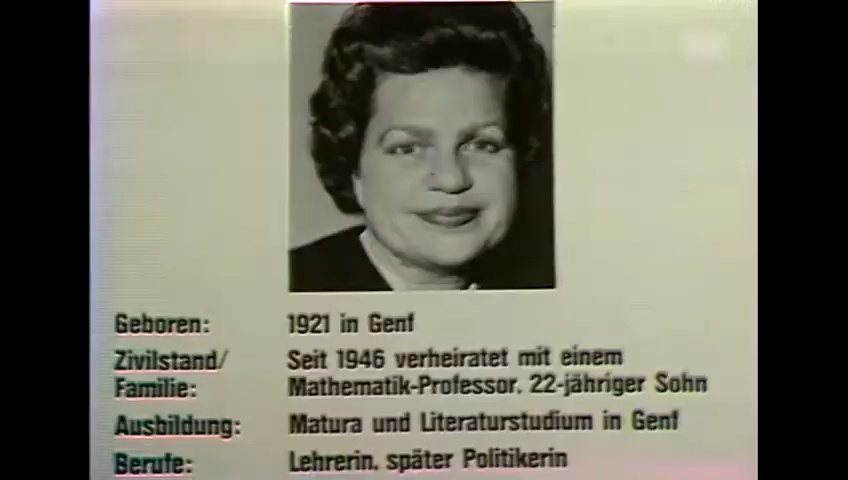 Geboren: 1921 in Genf
Zivilstand/ Seit 1946 verheiratet mit einem
Familie: Mathematik-Professor, 22-jähriger Sohn
Ausbildung: Matura und Literaturstudium in Genf
Berufe: Lehrerin, später Politikerin